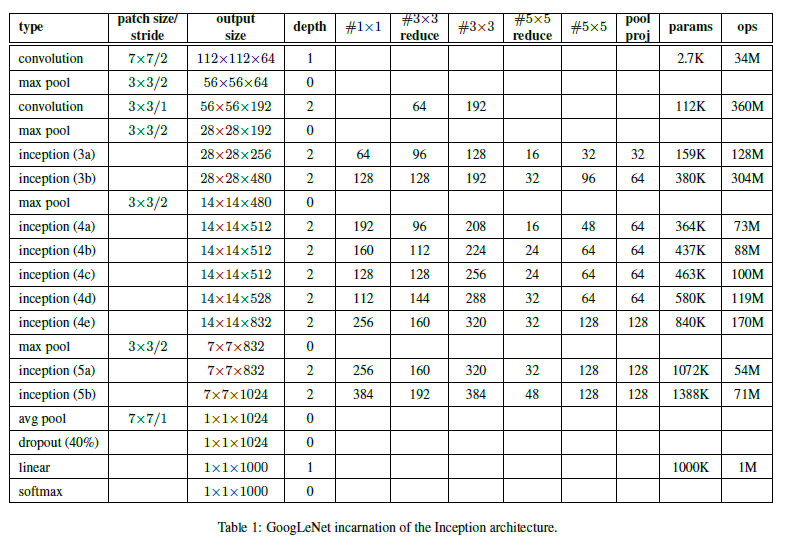 type patch size/ stride output size depth #1×1 #3×3 reduce #3×3 #5×5 reduce #5×5 pool proj params ops
convolution 7×7/2 112×112×64 1 2.7K 34M
max pool 3×3/2 56×56×64 0
convolution 3×3/1 56×56×192 2 64 192 112K 360M
max pool 3×3/2 28×28×192 0
inception (3a) 28×28×256 2 64 96 128 16 32 32 159K 128M
inception (3b) 28×28×480 2 128 128 192 32 96 64 380K 304M
max pool 3×3/2 14×14×480 0
inception (4a) 14×14×512 2 192 96 208 16 48 64 364K 73M
inception (4b) 14×14×512 2 160 112 224 24 64 64 437K 88M
inception (4c) 14×14×512 2 128 128 256 24 64 64 463K 100M
inception (4d) 14×14×528 2 112 144 288 32 64 64 580K 119M
inception (4e) 14×14×832 2 256 160 320 32 128 128 840K 170M
max pool 3×3/2 7×7×832 0
inception (5a) 7×7×832 2 256 160 320 32 128 128 1072K 54M
inception (5b) 7×7×1024 2 384 192 384 48 128 128 1388K 71M
avg pool 7×7/1 1×1×1024 0
dropout (40%) 1×1×1024 0
linear 1×1×1000 1 1000K 1M
softmax 1×1×1000 0
Table 1: GoogLeNet incarnation of the Inception architecture.